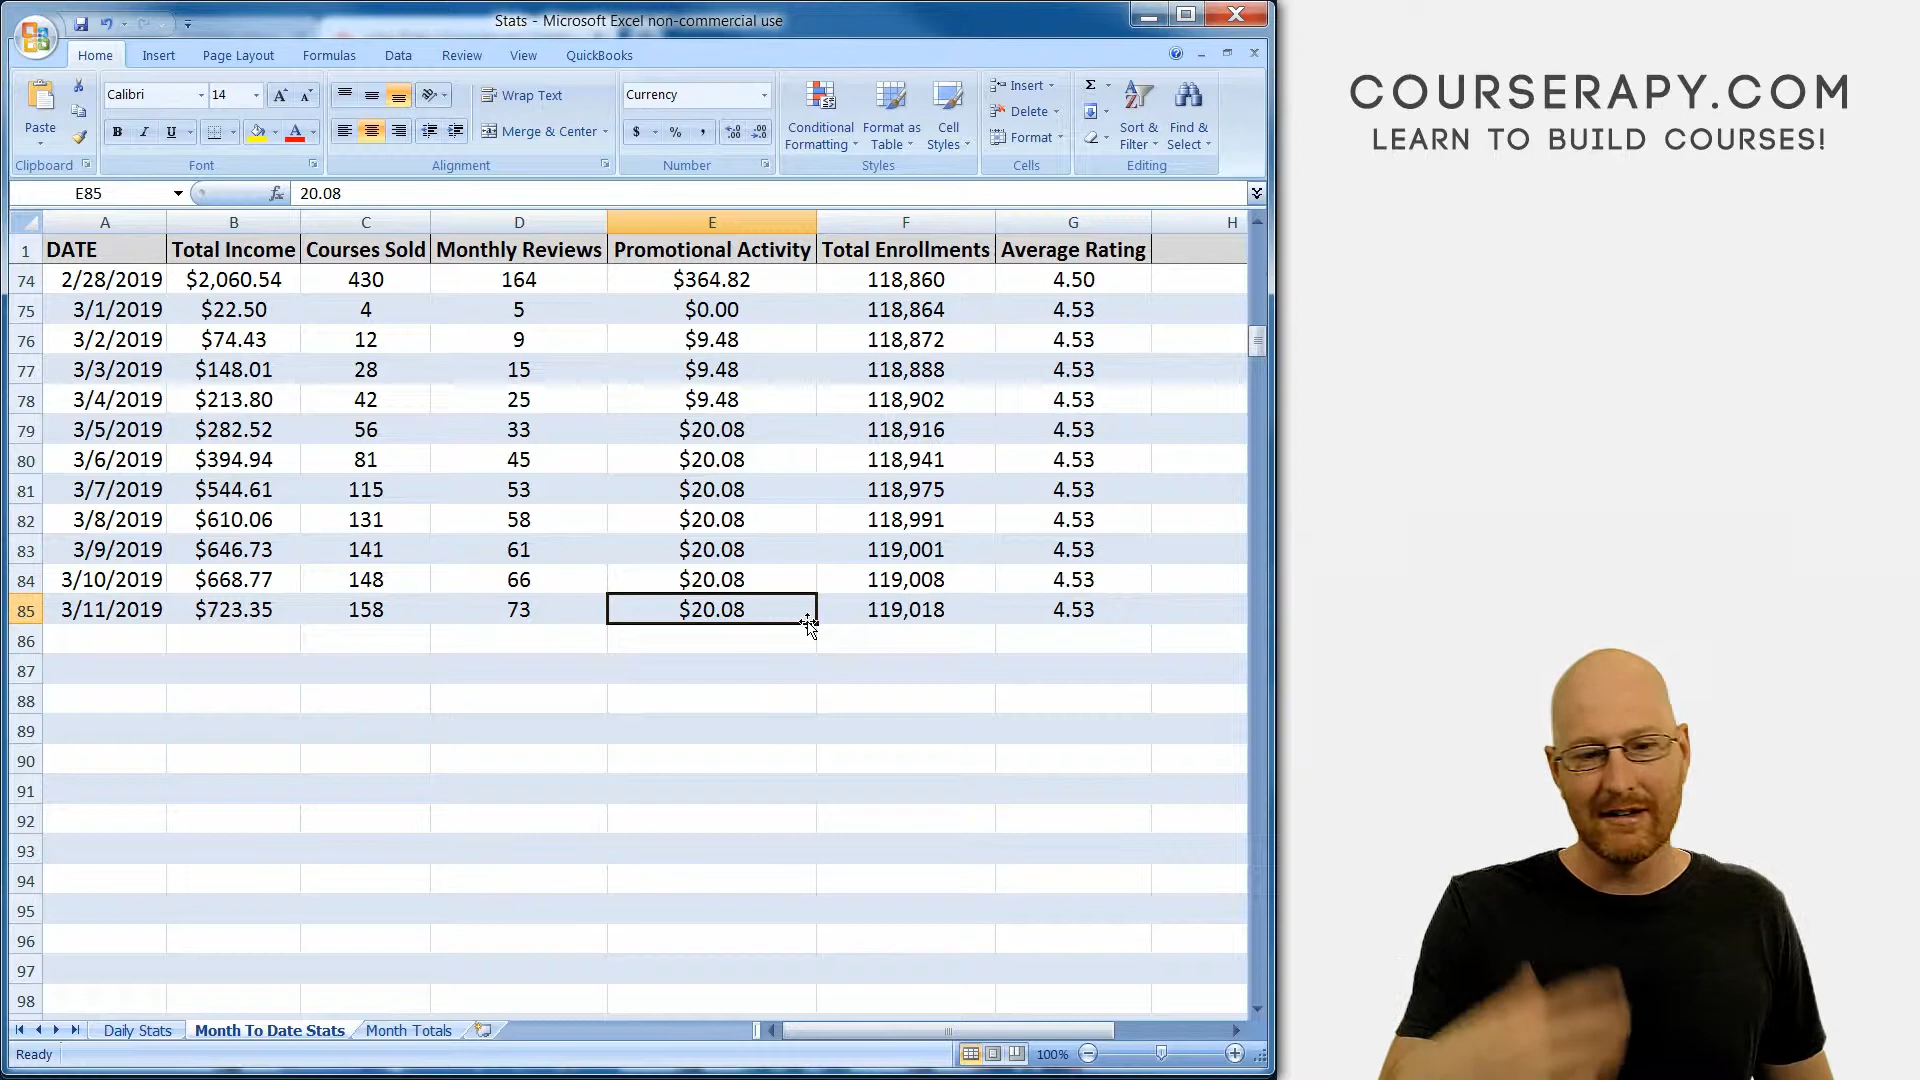 Stats - Microsoft Excel non-commercial use
Home Insert Page Layout Formulas Data Review View QuickBooks
Calibri 14 Wrap Text Currency Insert
Paste Merge & Center Conditional Formatting Format as Table Cell Styles Delete Format Sort & Filter Find & Select
Clipboard Font Alignment Number Styles Cells Editing
E85 fx 20.08
A B C D E F G H
1 DATE Total Income Courses Sold Monthly Reviews Promotional Activity Total Enrollments Average Rating
74 2/28/2019 $2,060.54 430 164 $364.82 118,860 4.50
75 3/1/2019 $22.50 4 5 $0.00 118,864 4.53
76 3/2/2019 $74.43 12 9 $9.48 118,872 4.53
77 3/3/2019 $148.01 28 15 $9.48 118,888 4.53
78 3/4/2019 $213.80 42 25 $9.48 118,902 4.53
79 3/5/2019 $282.52 56 33 $20.08 118,916 4.53
80 3/6/2019 $394.94 81 45 $20.08 118,941 4.53
81 3/7/2019 $544.61 115 53 $20.08 118,975 4.53
82 3/8/2019 $610.06 131 58 $20.08 118,991 4.53
83 3/9/2019 $646.73 141 61 $20.08 119,001 4.53
84 3/10/2019 $668.77 148 66 $20.08 119,008 4.53
85 3/11/2019 $723.35 158 73 $20.08 119,018 4.53
86
87
88
89
90
91
92
93
94
95
96
97
98
Daily Stats Month To Date Stats Month Totals
Ready 100%
COURSERAPY.COM
LEARN TO BUILD COURSES!